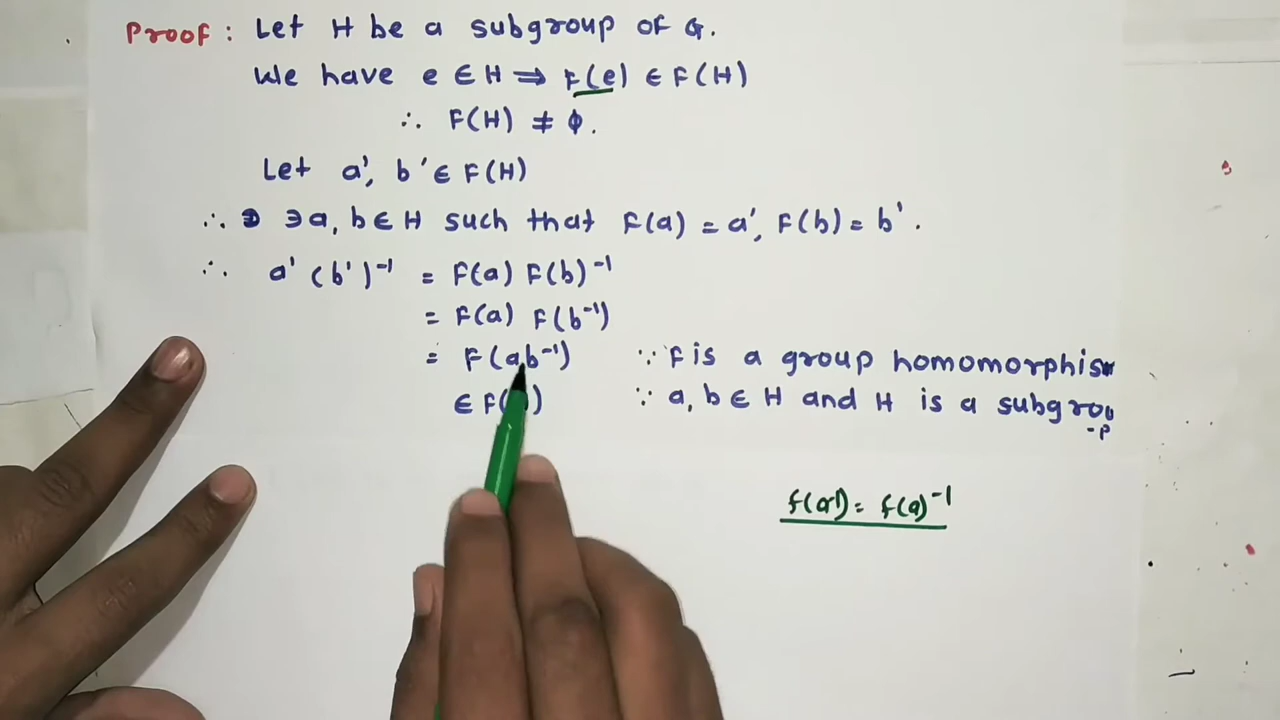 Proof: Let H be a subgroup of G.
We have e ∈ H ⇒ F(e) ∈ F(H)
∴ F(H) ≠ ϕ.
Let a', b' ∈ F(H)
∴ ∃ a, b ∈ H such that F(a) = a', F(b) = b'.
∴ a' (b')⁻¹ = F(a) F(b)⁻¹
= F(a) F(b⁻¹)
= F(ab⁻¹) ∵ F is a group homomorphism
∈ F( ) ∵ a, b ∈ H and H is a subgrou
-p
f(a⁻¹) = f(a)⁻¹